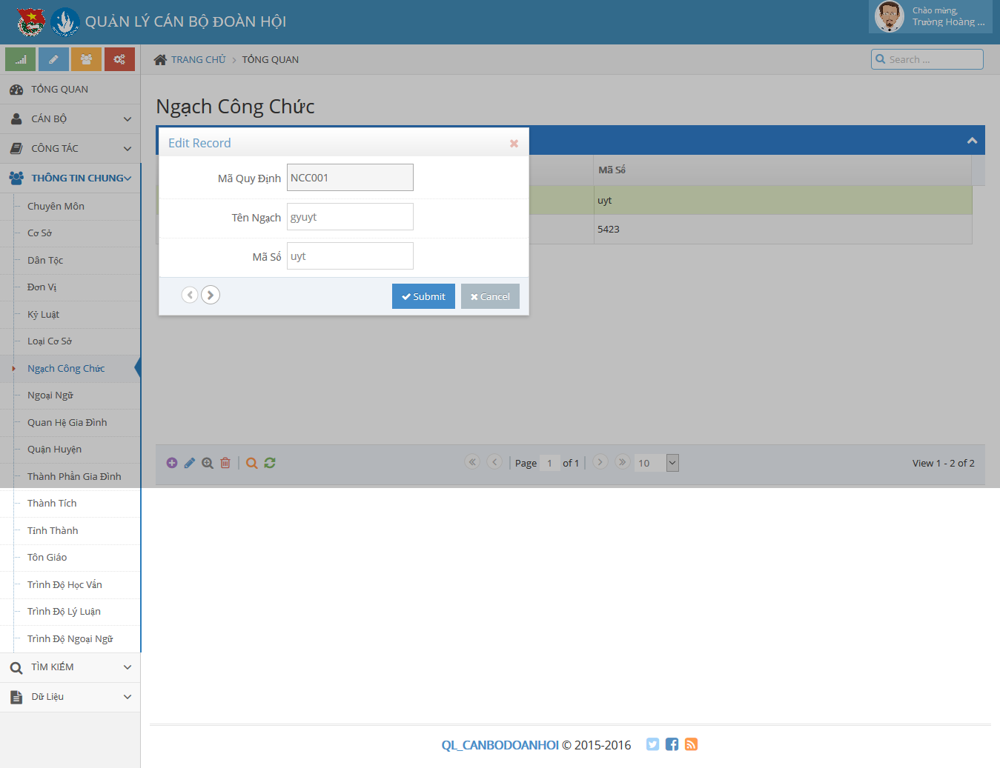 QUẢN LÝ CÁN BỘ ĐOÀN HỘI
Chào mừng,
Trường Hoàng ...
TRANG CHỦ > TỔNG QUAN
Search ...
TỔNG QUAN
CÁN BỘ
CÔNG TÁC
THÔNG TIN CHUNG
Chuyên Môn
Cơ Sở
Dân Tộc
Đơn Vị
Kỷ Luật
Loại Cơ Sở
Ngạch Công Chức
Ngoại Ngữ
Quan Hệ Gia Đình
Quận Huyện
Thành Phần Gia Đình
Thành Tích
Tỉnh Thành
Tôn Giáo
Trình Độ Học Vấn
Trình Độ Lý Luận
Trình Độ Ngoại Ngữ
TÌM KIẾM
Dữ Liệu
Ngạch Công Chức
Edit Record
Mã Quy Định NCC001
Tên Ngạch gyuyt
Mã Số uyt
Submit Cancel
Mã Số
uyt
5423
Page 1 of 1 10 View 1 - 2 of 2
QL_CANBODOANHOI © 2015-2016